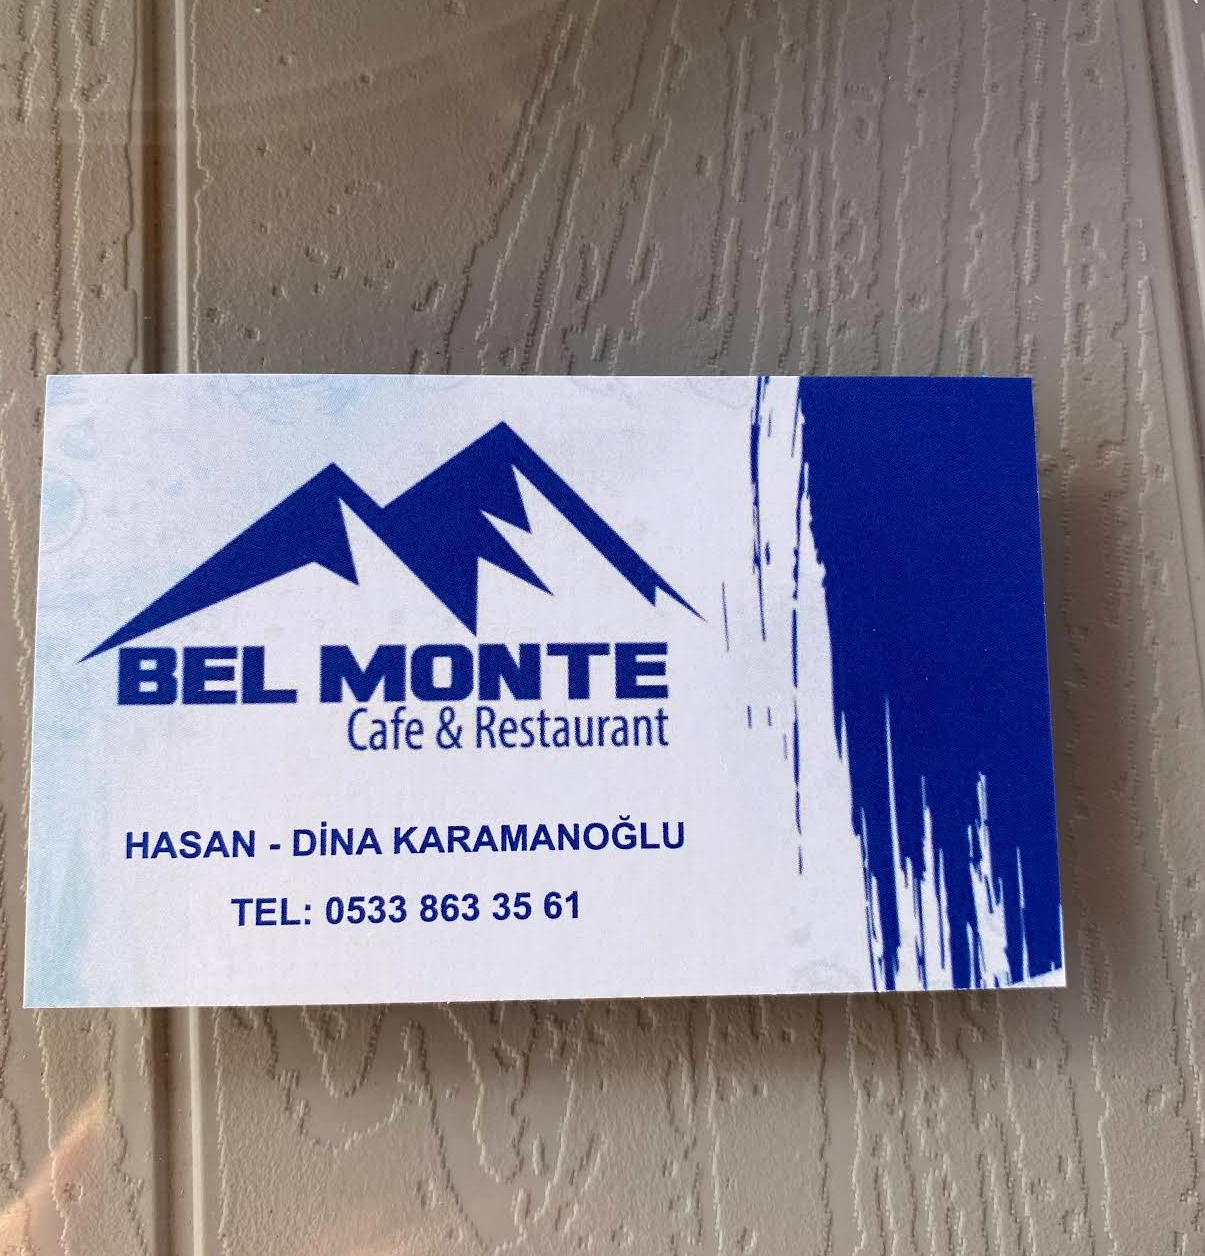 BEL MONTE
Cafe & Restaurant
HASAN - DİNA KARAMANOĞLU
TEL: 0533 863 35 61